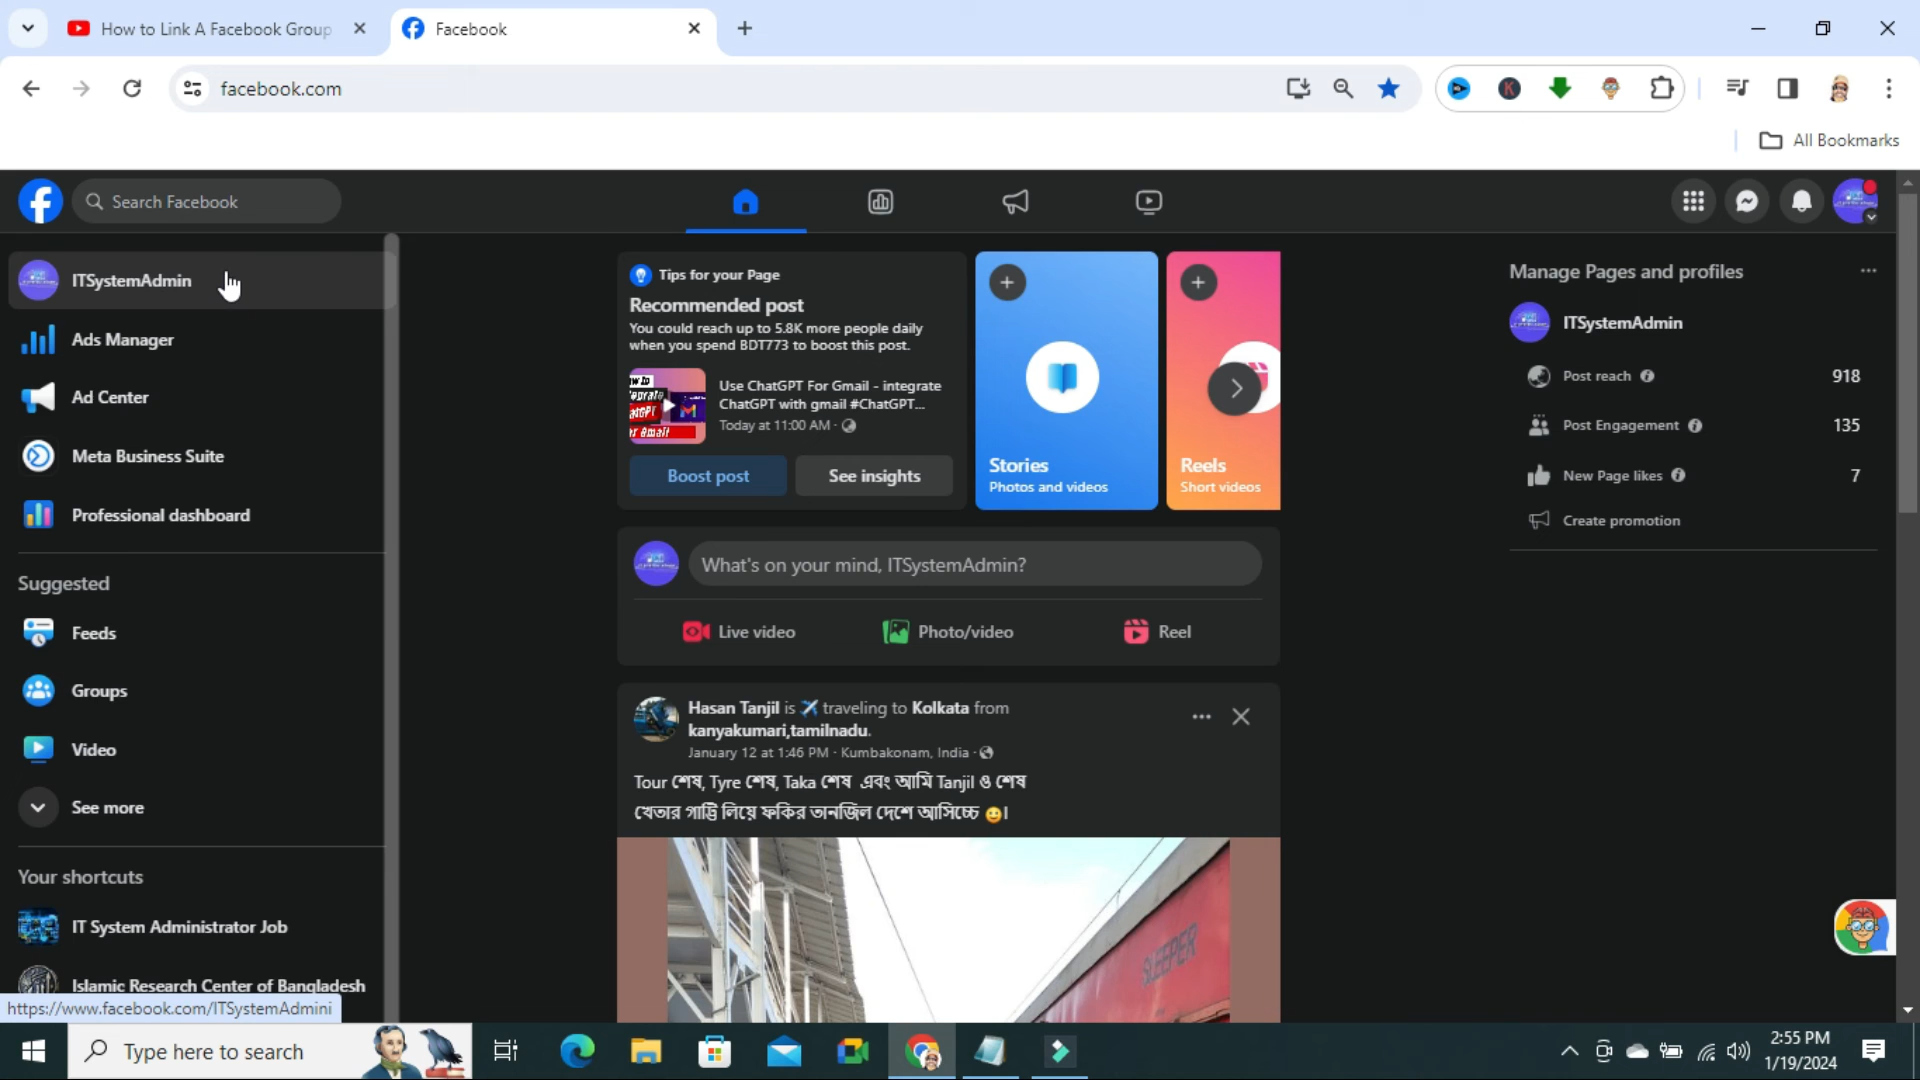 How to Link A Facebook Group
Facebook
facebook.com
All Bookmarks
Search Facebook
ITSystemAdmin
Ads Manager
Ad Center
Meta Business Suite
Professional dashboard
Suggested
Feeds
Groups
Video
See more
Your shortcuts
IT System Administrator Job
Islamic Research Center of Bangladesh
https://www.facebook.com/ITSystemAdmini
Tips for your Page
Recommended post
You could reach up to 5.8K more people daily
when you spend BDT773 to boost this post.
Use ChatGPT For Gmail - integrate
ChatGPT with gmail #ChatGPT...
Today at 11:00 AM ·
Boost post
See insights
Stories
Photos and videos
Reels
Short videos
What's on your mind, ITSystemAdmin?
Live video
Photo/video
Reel
Hasan Tanjil is ✈️ traveling to Kolkata from
kanyakumari,tamilnadu.
January 12 at 1:46 PM · Kumbakonam, India ·
Tour শেষ, Tyre শেষ, Taka শেষ এবং আমি Tanjil ও শেষ
খেতার গাট্টি লিয়ে ফকির তানজিল দেশে আসিচ্চে 😀।
SLEEPER
Manage Pages and profiles
ITSystemAdmin
Post reach 918
Post Engagement 135
New Page likes 7
Create promotion
Type here to search
2:55 PM
1/19/2024